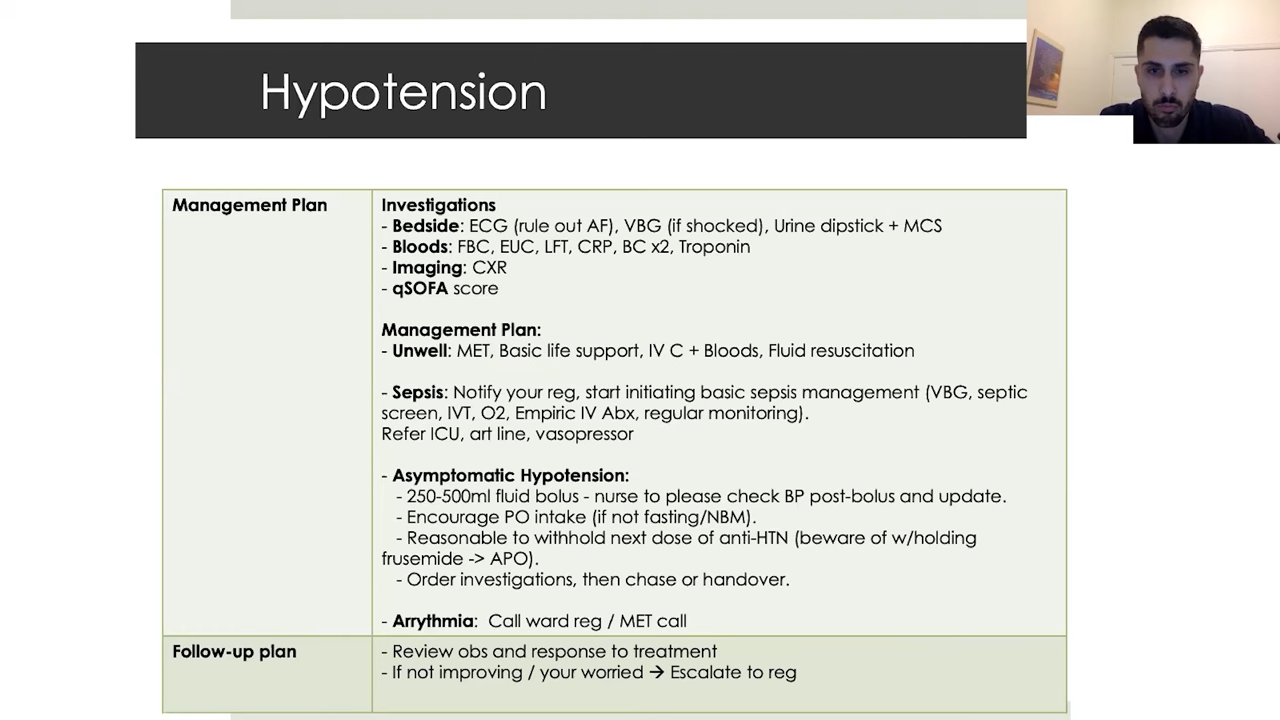 Hypotension
Management Plan
Investigations
- Bedside: ECG (rule out AF), VBG (if shocked), Urine dipstick + MCS
- Bloods: FBC, EUC, LFT, CRP, BC x2, Troponin
- Imaging: CXR
- qSOFA score
Management Plan:
- Unwell: MET, Basic life support, IV C + Bloods, Fluid resuscitation
- Sepsis: Notify your reg, start initiating basic sepsis management (VBG, septic
screen, IVT, O2, Empiric IV Abx, regular monitoring).
Refer ICU, art line, vasopressor
- Asymptomatic Hypotension:
- 250-500ml fluid bolus - nurse to please check BP post-bolus and update.
- Encourage PO intake (if not fasting/NBM).
- Reasonable to withhold next dose of anti-HTN (beware of w/holding
frusemide -> APO).
- Order investigations, then chase or handover.
- Arrythmia: Call ward reg / MET call
Follow-up plan
- Review obs and response to treatment
- If not improving / your worried → Escalate to reg